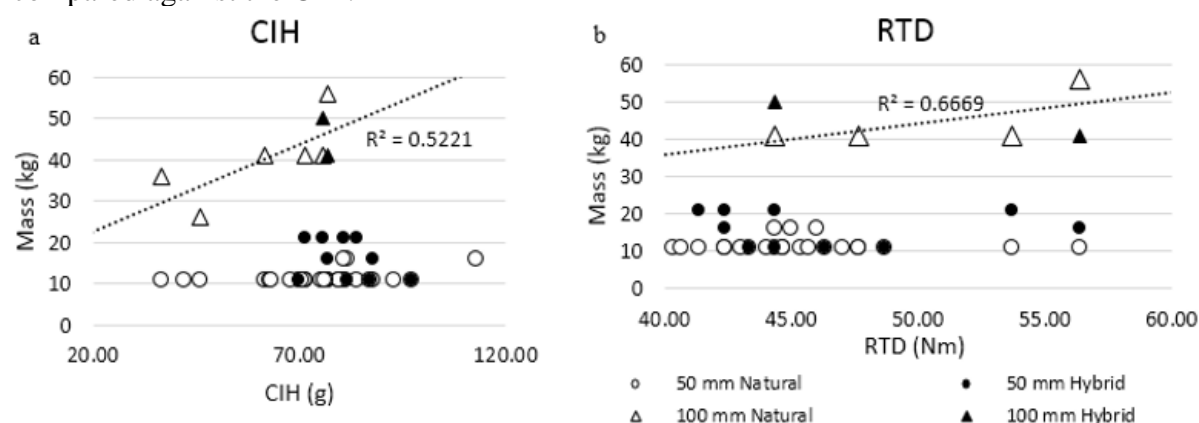 a
CIH
60
50
40
30
20
10
0
Mass (kg)
R² = 0.5221
20.00 70.00 120.00
CIH (g)
b
RTD
60
50
40
30
20
10
0
Mass (kg)
R² = 0.6669
40.00 45.00 50.00 55.00 60.00
RTD (Nm)
50 mm Natural
50 mm Hybrid
100 mm Natural
100 mm Hybrid